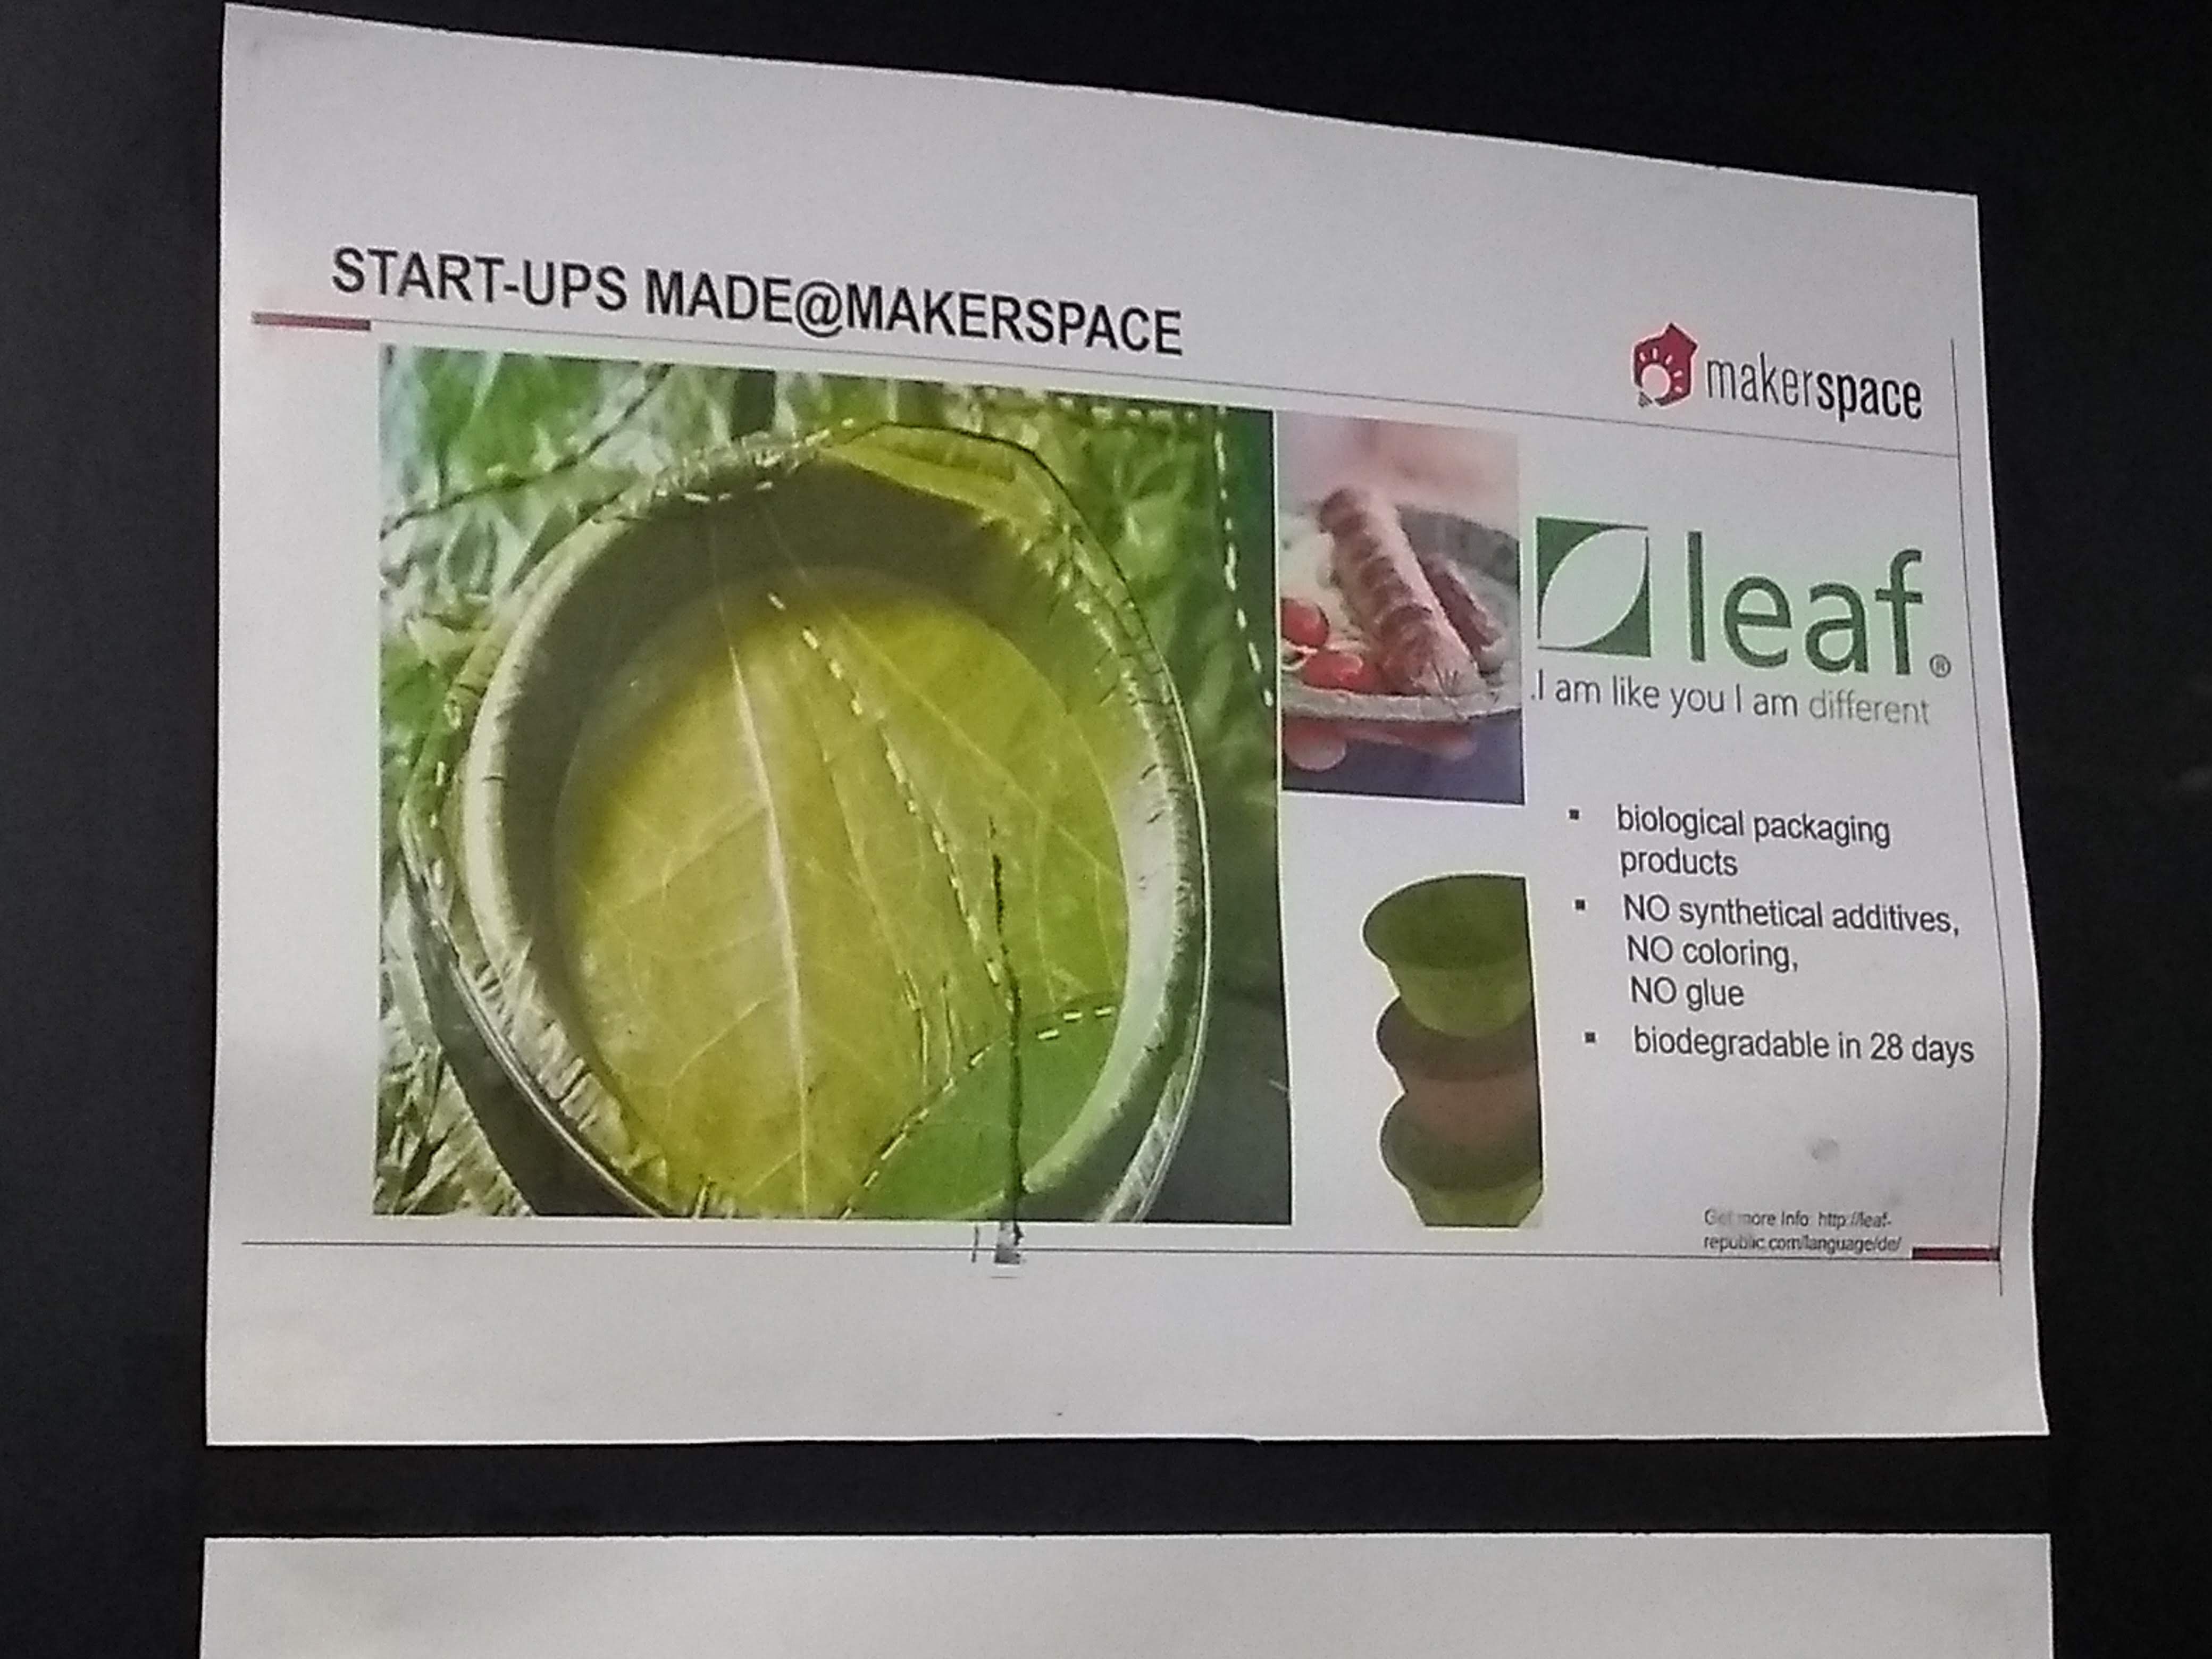 START-UPS MADE@MAKERSPACE
makerspace
leaf®
.I am like you I am different
▪ biological packaging
products
▪ NO synthetical additives,
NO coloring,
NO glue
▪ biodegradable in 28 days
Get more Info: http://leaf-
republic.com/language/de/